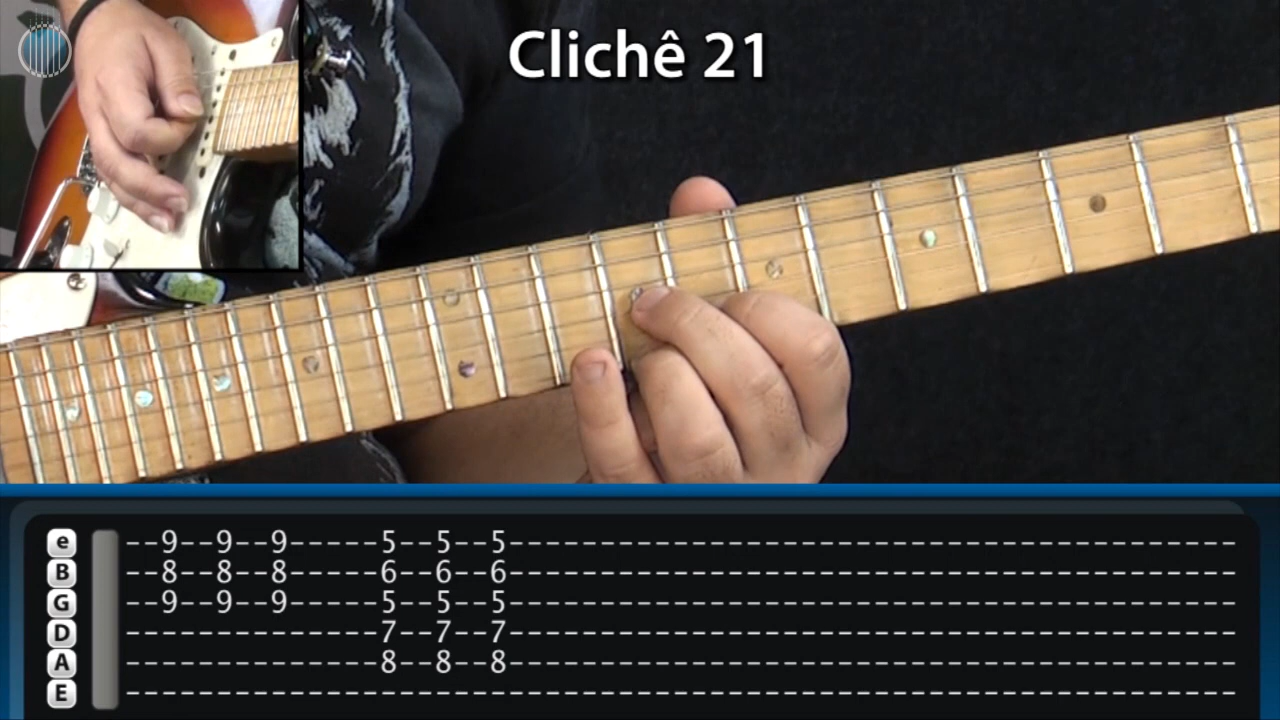 Clichê 21
e --9--9--9-----5--5--5----------------------------------------
B --8--8--8-----6--6--6----------------------------------------
G --9--9--9-----5--5--5----------------------------------------
D --------------7--7--7----------------------------------------
A --------------8--8--8----------------------------------------
E -------------------------------------------------------------